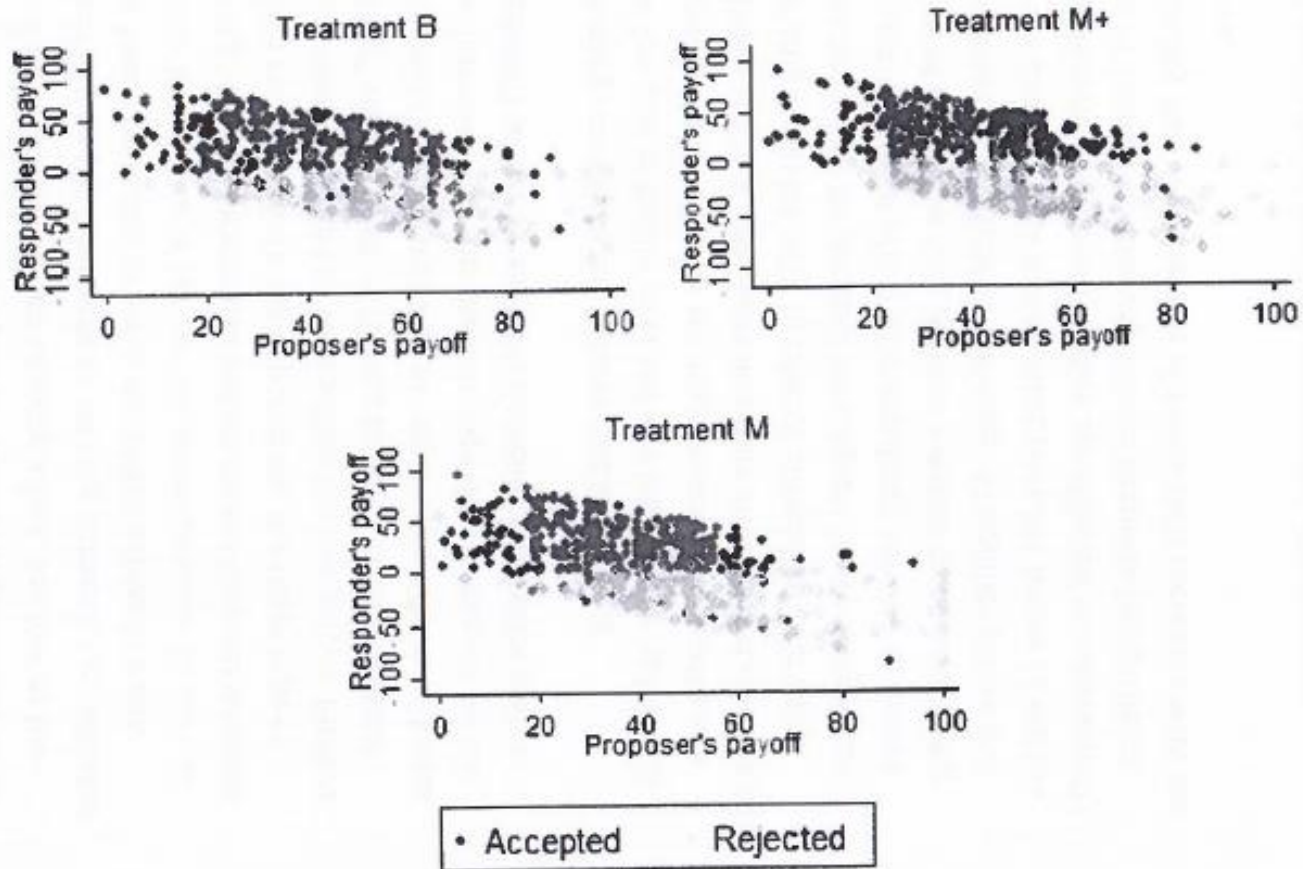 Treatment B
Responder's payoff
-100 -50 0 50 100
0 20 40 60 80 100
Proposer's payoff
Treatment M+
Responder's payoff
-100 -50 0 50 100
0 20 40 60 80 100
Proposer's payoff
Treatment M
Responder's payoff
-100 -50 0 50 100
0 20 40 60 80 100
Proposer's payoff
• Accepted Rejected